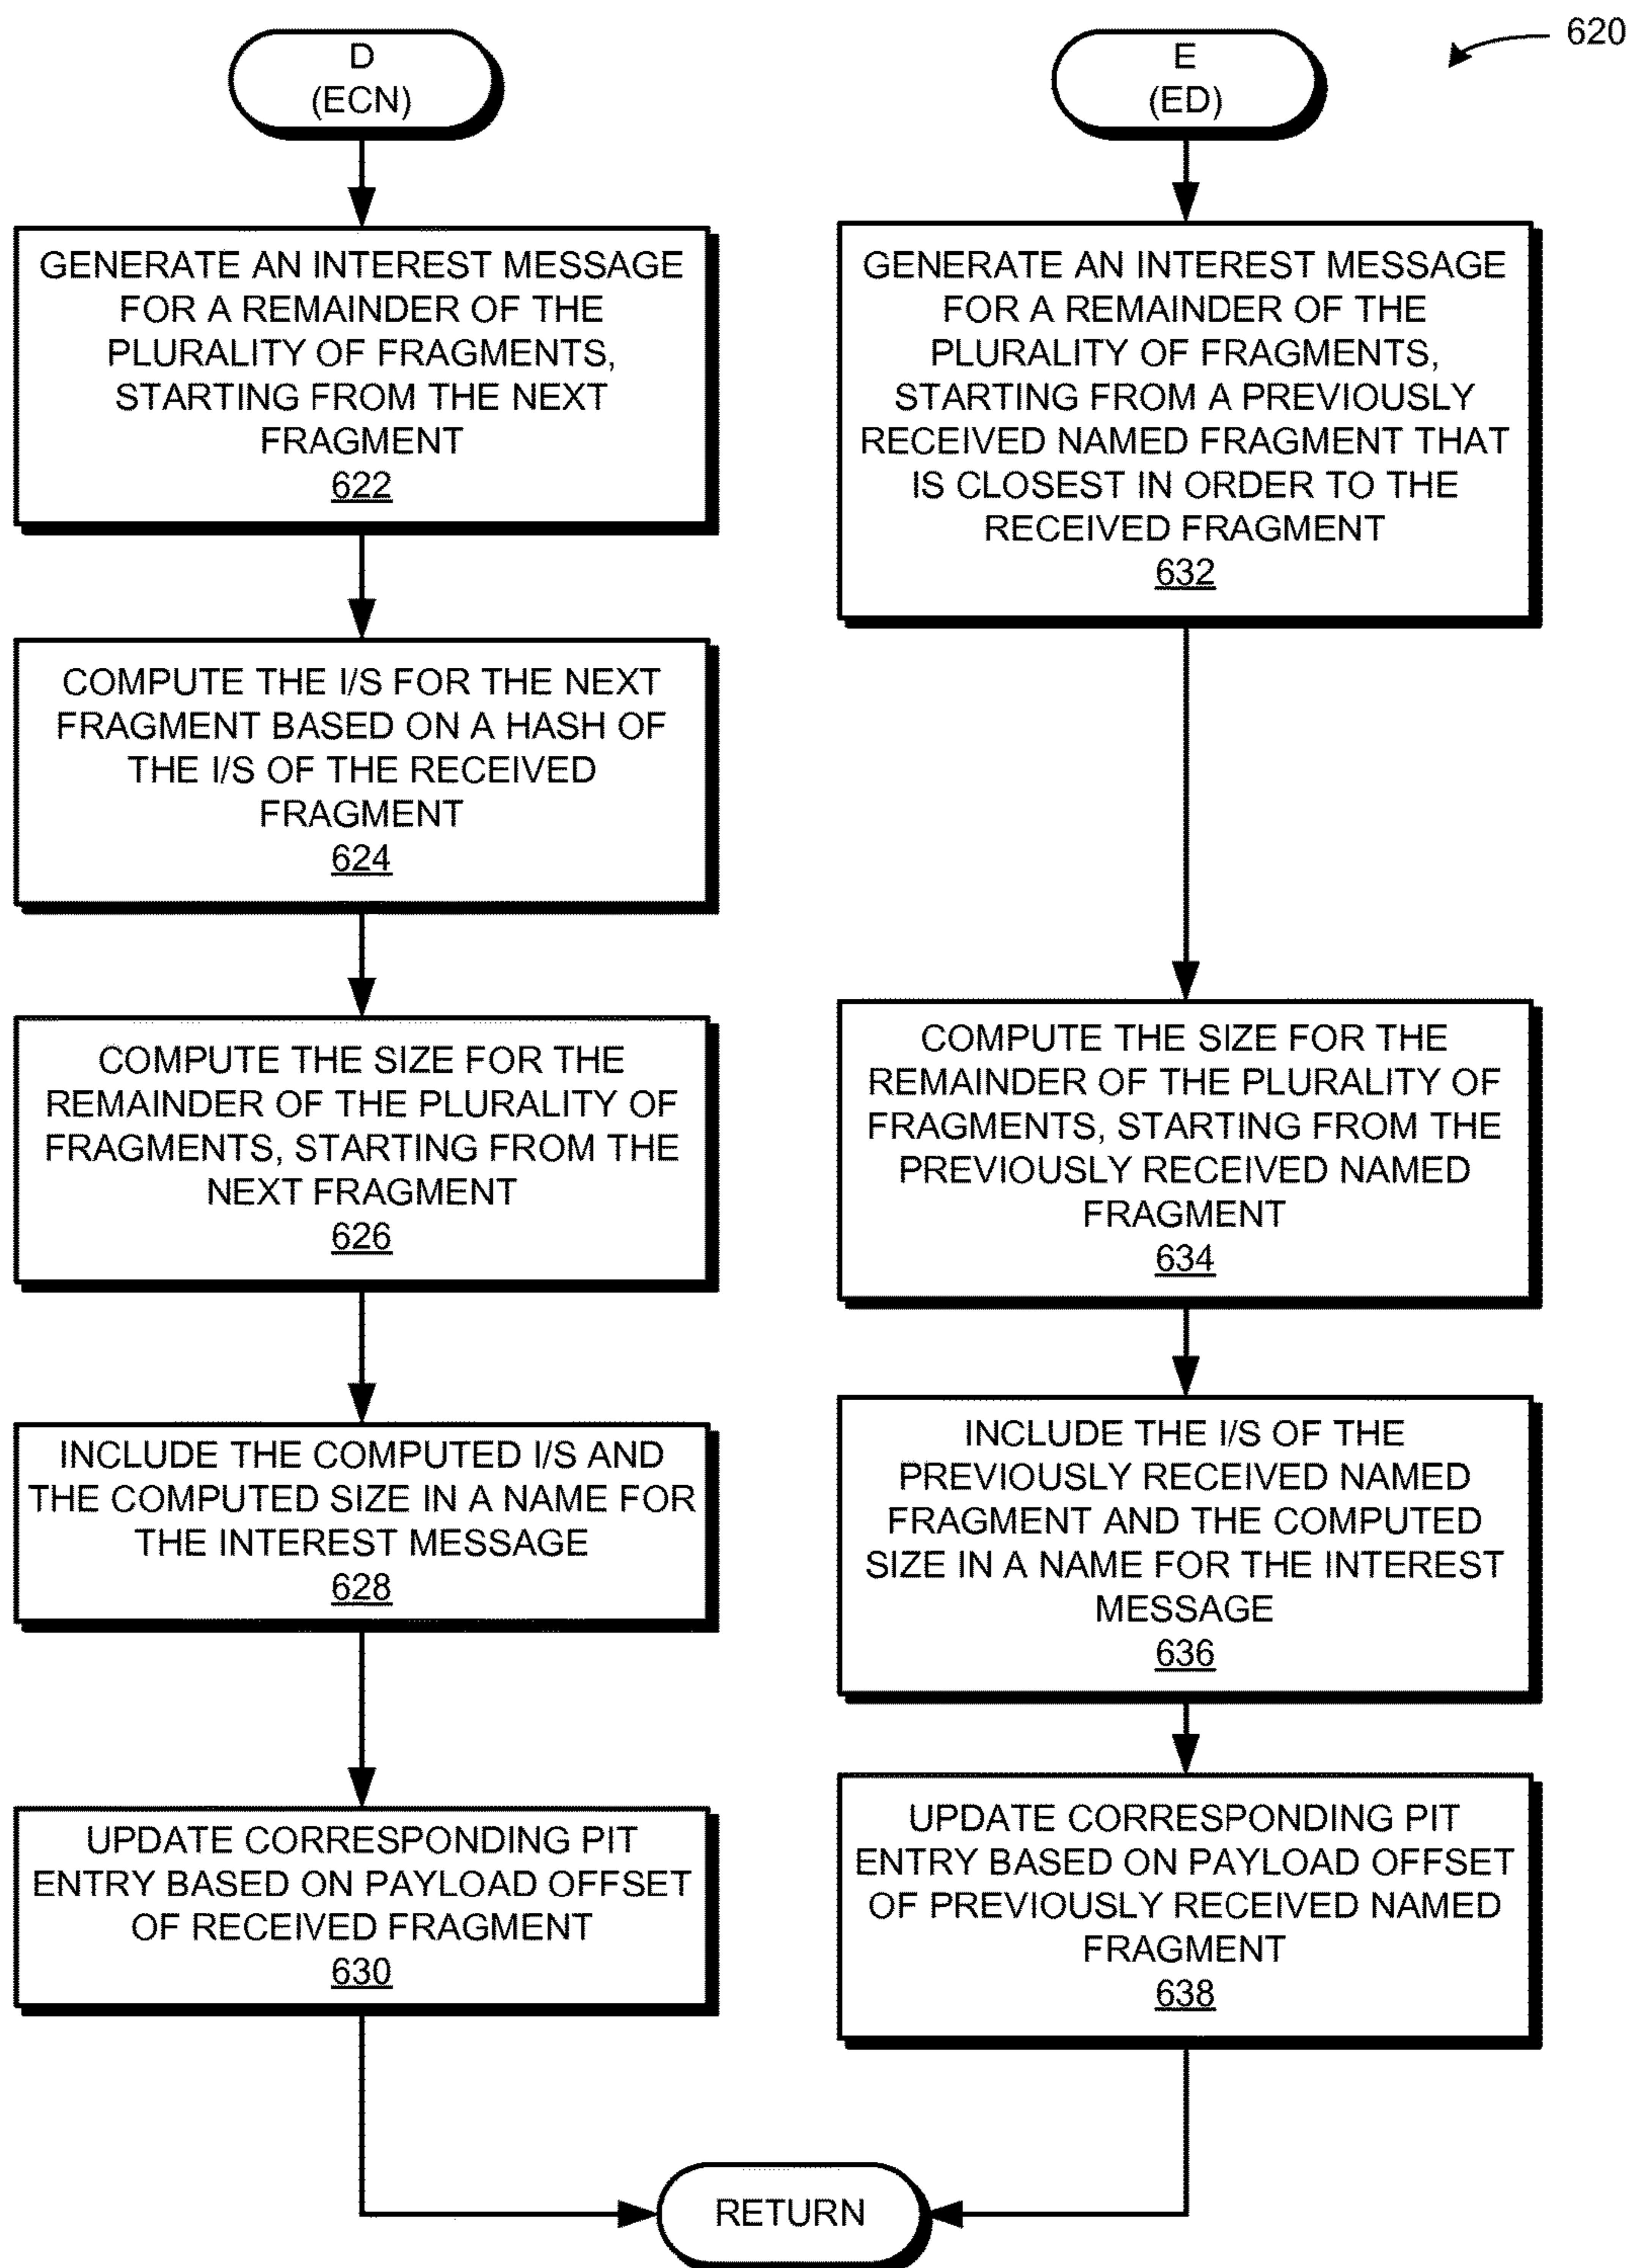 620
D
(ECN)
GENERATE AN INTEREST MESSAGE
FOR A REMAINDER OF THE
PLURALITY OF FRAGMENTS,
STARTING FROM THE NEXT
FRAGMENT
622
COMPUTE THE I/S FOR THE NEXT
FRAGMENT BASED ON A HASH OF
THE I/S OF THE RECEIVED
FRAGMENT
624
COMPUTE THE SIZE FOR THE
REMAINDER OF THE PLURALITY OF
FRAGMENTS, STARTING FROM THE
NEXT FRAGMENT
626
INCLUDE THE COMPUTED I/S AND
THE COMPUTED SIZE IN A NAME FOR
THE INTEREST MESSAGE
628
UPDATE CORRESPONDING PIT
ENTRY BASED ON PAYLOAD OFFSET
OF RECEIVED FRAGMENT
630
E
(ED)
GENERATE AN INTEREST MESSAGE
FOR A REMAINDER OF THE
PLURALITY OF FRAGMENTS,
STARTING FROM A PREVIOUSLY
RECEIVED NAMED FRAGMENT THAT
IS CLOSEST IN ORDER TO THE
RECEIVED FRAGMENT
632
COMPUTE THE SIZE FOR THE
REMAINDER OF THE PLURALITY OF
FRAGMENTS, STARTING FROM THE
PREVIOUSLY RECEIVED NAMED
FRAGMENT
634
INCLUDE THE I/S OF THE
PREVIOUSLY RECEIVED NAMED
FRAGMENT AND THE COMPUTED
SIZE IN A NAME FOR THE INTEREST
MESSAGE
636
UPDATE CORRESPONDING PIT
ENTRY BASED ON PAYLOAD OFFSET
OF PREVIOUSLY RECEIVED NAMED
FRAGMENT
638
RETURN